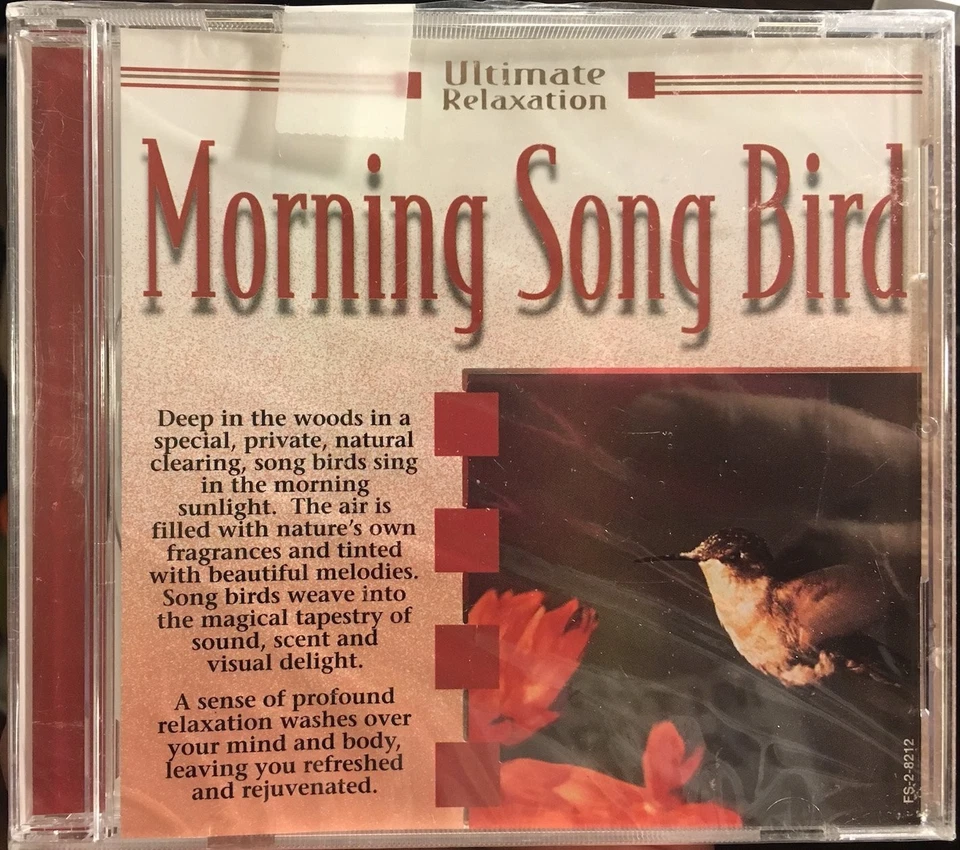 Ultimate
Relaxation
Morning Song Bird
Deep in the woods in a
special, private, natural
clearing, song birds sing
in the morning
sunlight. The air is
filled with nature's own
fragrances and tinted
with beautiful melodies.
Song birds weave into
the magical tapestry of
sound, scent and
visual delight.
A sense of profound
relaxation washes over
your mind and body,
leaving you refreshed
and rejuvenated.
FS-2-8212